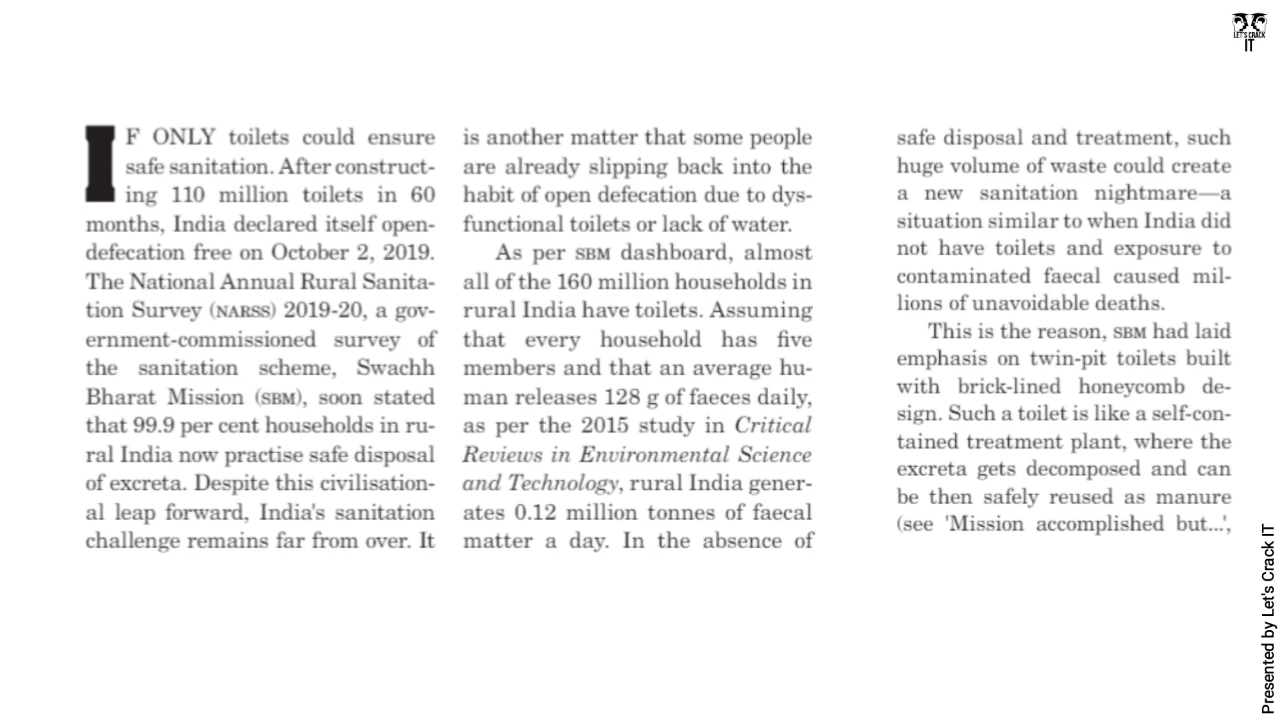 LET'S CRACK
IT
IF ONLY toilets could ensure
safe sanitation. After construct-
ing 110 million toilets in 60
months, India declared itself open-
defecation free on October 2, 2019.
The National Annual Rural Sanita-
tion Survey (NARSS) 2019-20, a gov-
ernment-commissioned survey of
the sanitation scheme, Swachh
Bharat Mission (SBM), soon stated
that 99.9 per cent households in ru-
ral India now practise safe disposal
of excreta. Despite this civilisation-
al leap forward, India's sanitation
challenge remains far from over. It
is another matter that some people
are already slipping back into the
habit of open defecation due to dys-
functional toilets or lack of water.
As per SBM dashboard, almost
all of the 160 million households in
rural India have toilets. Assuming
that every household has five
members and that an average hu-
man releases 128 g of faeces daily,
as per the 2015 study in Critical
Reviews in Environmental Science
and Technology, rural India gener-
ates 0.12 million tonnes of faecal
matter a day. In the absence of
safe disposal and treatment, such
huge volume of waste could create
a new sanitation nightmare—a
situation similar to when India did
not have toilets and exposure to
contaminated faecal caused mil-
lions of unavoidable deaths.
This is the reason, SBM had laid
emphasis on twin-pit toilets built
with brick-lined honeycomb de-
sign. Such a toilet is like a self-con-
tained treatment plant, where the
excreta gets decomposed and can
be then safely reused as manure
(see 'Mission accomplished but...',
Presented by Let's Crack IT